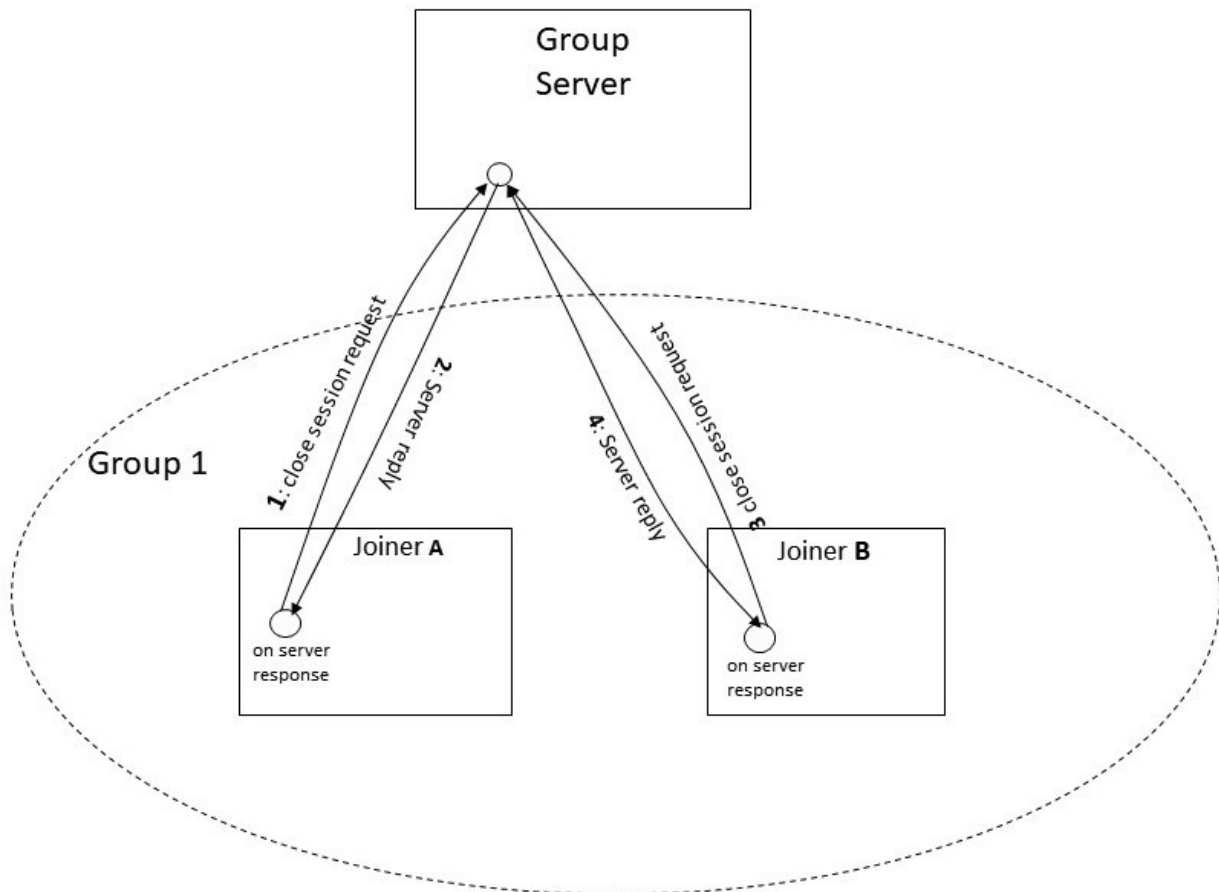 Group
Server
1: close session request
2: Server reply
4: Server reply
3 close session request
Group 1
Joiner A
on server
response
Joiner B
on server
response